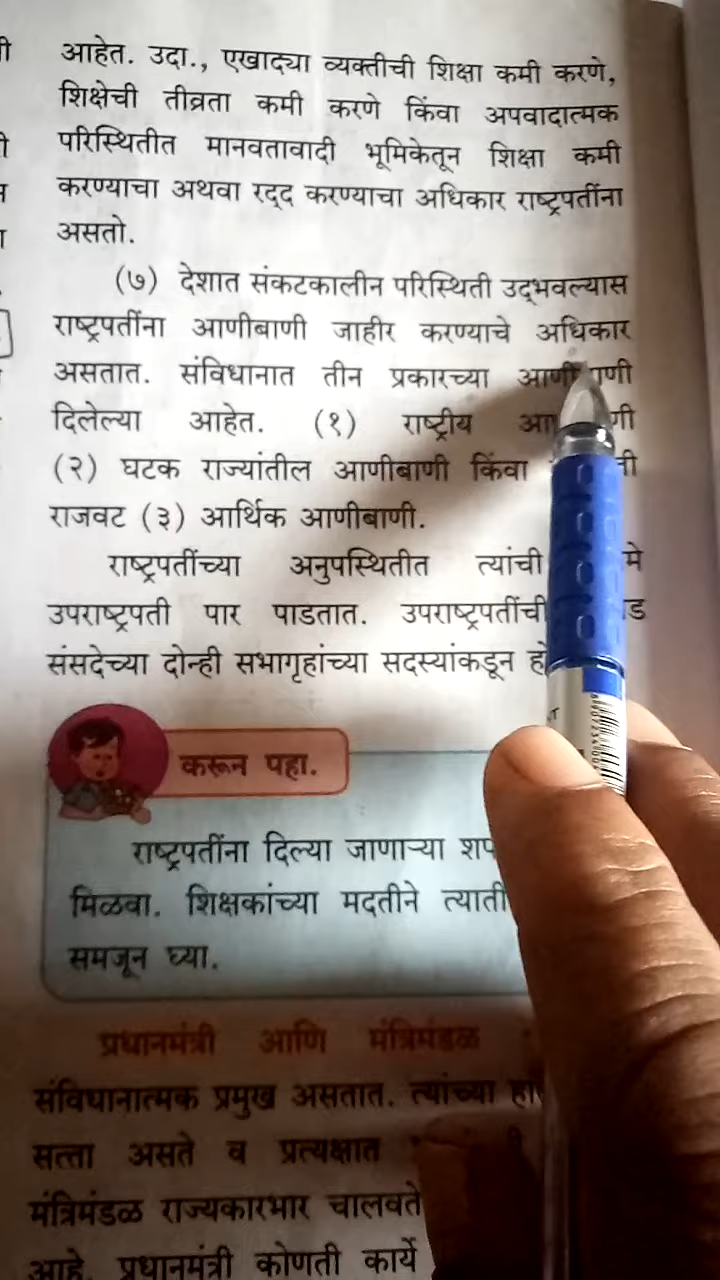 आहेत. उदा., एखाद्या व्यक्तीची शिक्षा कमी करणे,
शिक्षेची तीव्रता कमी करणे किंवा अपवादात्मक
परिस्थितीत मानवतावादी भूमिकेतून शिक्षा कमी
करण्याचा अथवा रद्द करण्याचा अधिकार राष्ट्रपतींना
असतो.
(७) देशात संकटकालीन परिस्थिती उद्भवल्यास
राष्ट्रपतींना आणीबाणी जाहीर करण्याचे अधिकार
असतात. संविधानात तीन प्रकारच्या
दिलेल्या आहेत. (१) राष्ट्रीय
(२) घटक राज्यांतील आणीबाणी किंवा
राजवट (३) आर्थिक आणीबाणी.
राष्ट्रपतींच्या अनुपस्थितीत त्यांची
उपराष्ट्रपती पार पाडतात. उपराष्ट्रपतींची
संसदेच्या दोन्ही सभागृहांच्या सदस्यांकडून
करून पहा.
राष्ट्रपतींना दिल्या जाणाऱ्या
मिळवा. शिक्षकांच्या मदतीने
समजून घ्या.
प्रधानमंत्री आणि मंत्रिमंडळ :
संविधानात्मक प्रमुख असतात. त्यांच्या
सत्ता असते व प्रत्यक्षात
मंत्रिमंडळ राज्यकारभार चालवते
आहे. प्रधानमंत्री कोणती कार्ये